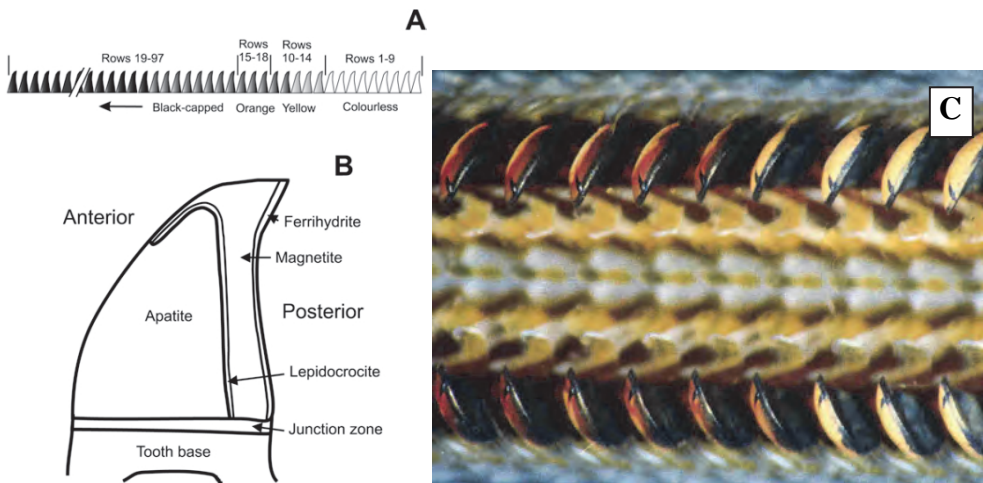 A
Rows 19-97
Rows
15-18
Rows
10-14
Rows 1-9
Black-capped
Orange
Yellow
Colourless
B
Anterior
Ferrihydrite
Magnetite
Apatite
Posterior
Lepidocrocite
Junction zone
Tooth base
C